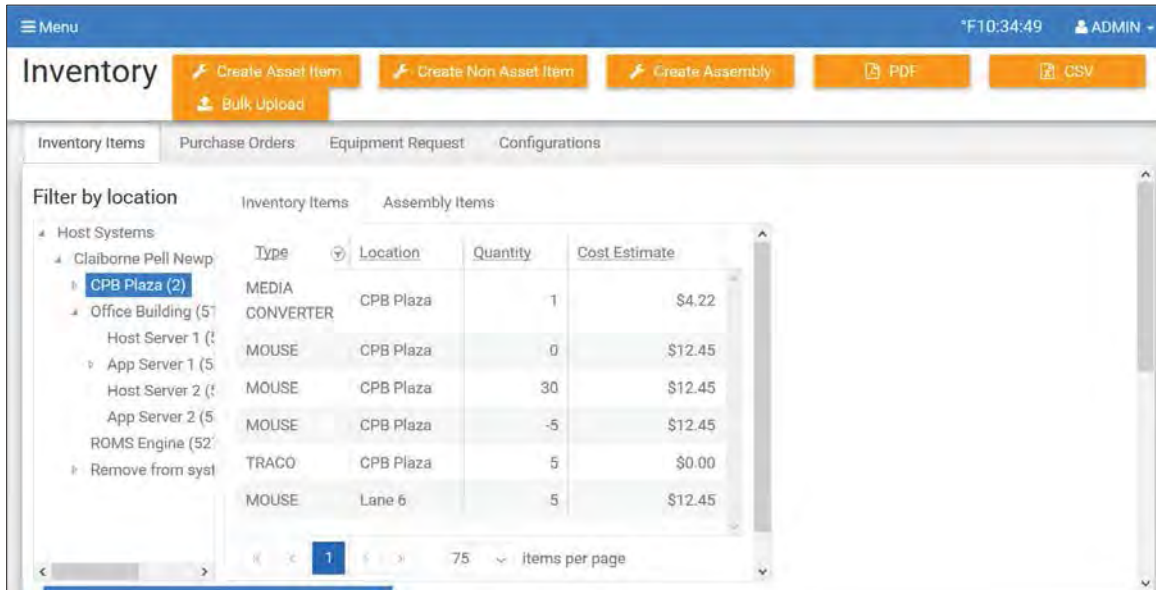 Menu
°F10:34:49 ADMIN
Inventory
Create Asset Item Create Non Asset Item Create Assembly PDF CSV
Bulk Upload
Inventory Items Purchase Orders Equipment Request Configurations
Filter by location
Host Systems
Claiborne Pell Newp
CPB Plaza (2)
Office Building (5
Host Server 1 (
App Server 1 (5
Host Server 2 (
App Server 2 (5
ROMS Engine (52
Remove from syst
Inventory Items Assembly Items
Type Location Quantity Cost Estimate
MEDIA CONVERTER CPB Plaza 1 $4.22
MOUSE CPB Plaza 0 $12.45
MOUSE CPB Plaza 30 $12.45
MOUSE CPB Plaza -5 $12.45
TRACO CPB Plaza 5 $0.00
MOUSE Lane 6 5 $12.45
1 75 items per page